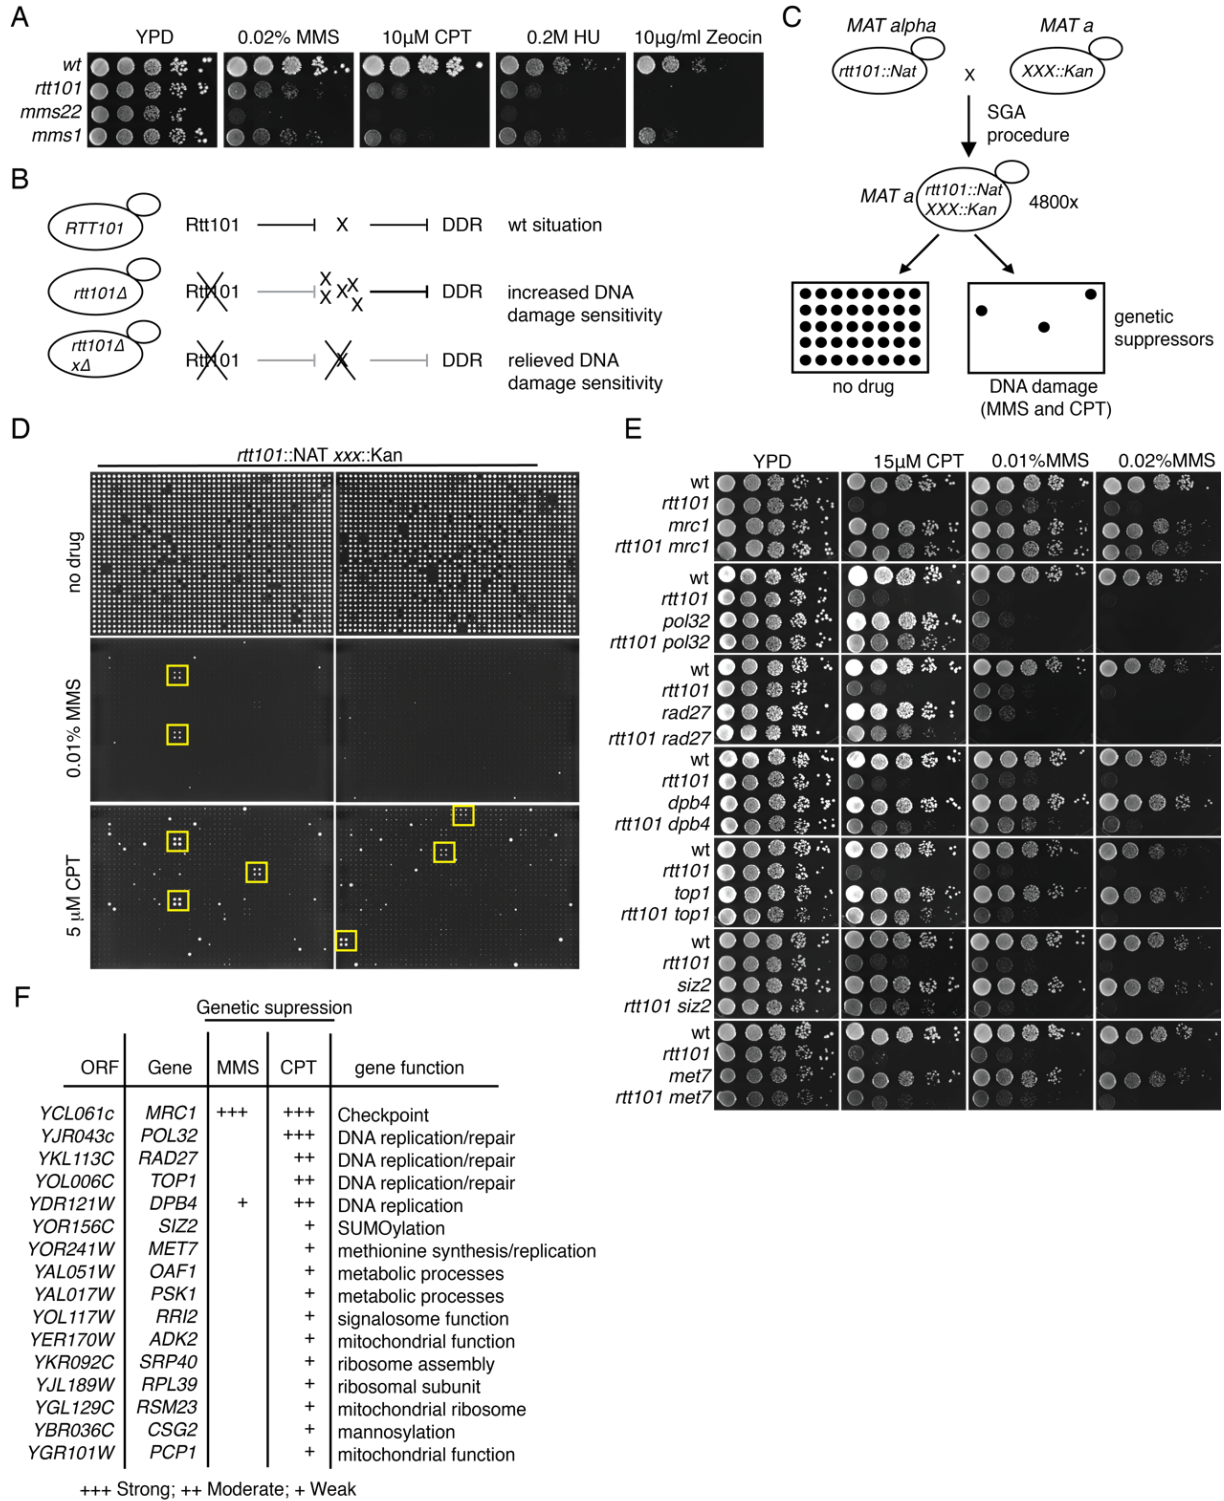 A
YPD 0.02% MMS 10µM CPT 0.2M HU 10µg/ml Zeocin
wt
rtt101
mms22
mms1
B
RTT101 Rtt101 X DDR wt situation
rtt101Δ Rtt101 X X X X X DDR increased DNA
damage sensitivity
rtt101Δ
xΔ Rtt101 X DDR relieved DNA
damage sensitivity
C
MAT alpha MAT a
rtt101::Nat X XXX::Kan
SGA
procedure
MAT a rtt101::Nat
XXX::Kan 4800x
genetic
suppressors
no drug DNA damage
(MMS and CPT)
D
rtt101::NAT xxx::Kan
no drug
0.01% MMS
5 µM CPT
E
YPD 15µM CPT 0.01%MMS 0.02%MMS
wt
rtt101
mrc1
rtt101 mrc1
wt
rtt101
pol32
rtt101 pol32
wt
rtt101
rad27
rtt101 rad27
wt
rtt101
dpb4
rtt101 dpb4
wt
rtt101
top1
rtt101 top1
wt
rtt101
siz2
rtt101 siz2
wt
rtt101
met7
rtt101 met7
F
Genetic supression
ORF Gene MMS CPT gene function
YCL061c MRC1 +++ +++ Checkpoint
YJR043c POL32 +++ DNA replication/repair
YKL113C RAD27 ++ DNA replication/repair
YOL006C TOP1 ++ DNA replication/repair
YDR121W DPB4 + ++ DNA replication
YOR156C SIZ2 + SUMOylation
YOR241W MET7 + methionine synthesis/replication
YAL051W OAF1 + metabolic processes
YAL017W PSK1 + metabolic processes
YOL117W RRI2 + signalosome function
YER170W ADK2 + mitochondrial function
YKR092C SRP40 + ribosome assembly
YJL189W RPL39 + ribosomal subunit
YGL129C RSM23 + mitochondrial ribosome
YBR036C CSG2 + mannosylation
YGR101W PCP1 + mitochondrial function
+++ Strong; ++ Moderate; + Weak